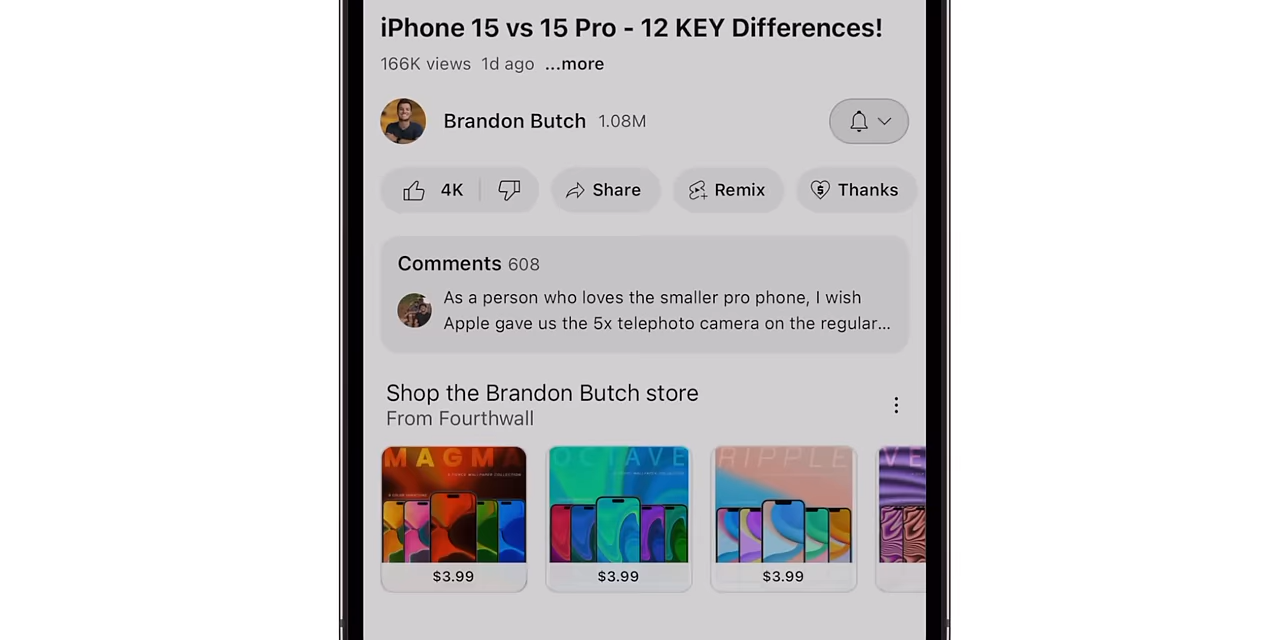 iPhone 15 vs 15 Pro - 12 KEY Differences!
166K views 1d ago ...more
Brandon Butch 1.08M
4K Share Remix Thanks
Comments 608
As a person who loves the smaller pro phone, I wish
Apple gave us the 5x telephoto camera on the regular...
Shop the Brandon Butch store
From Fourthwall
MAGMA OCTAVE RIPPLE VE
$3.99 $3.99 $3.99